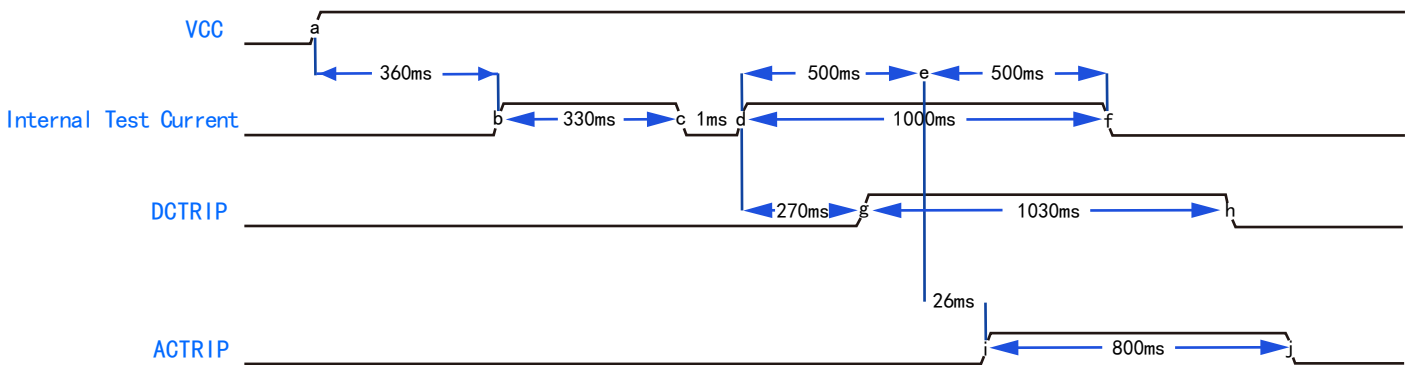 VCC
a
360ms
500ms
e
500ms
Internal Test Current
b
330ms
c
1ms
d
1000ms
f
DCTRIP
270ms
g
1030ms
h
26ms
ACTRIP
i
800ms
j